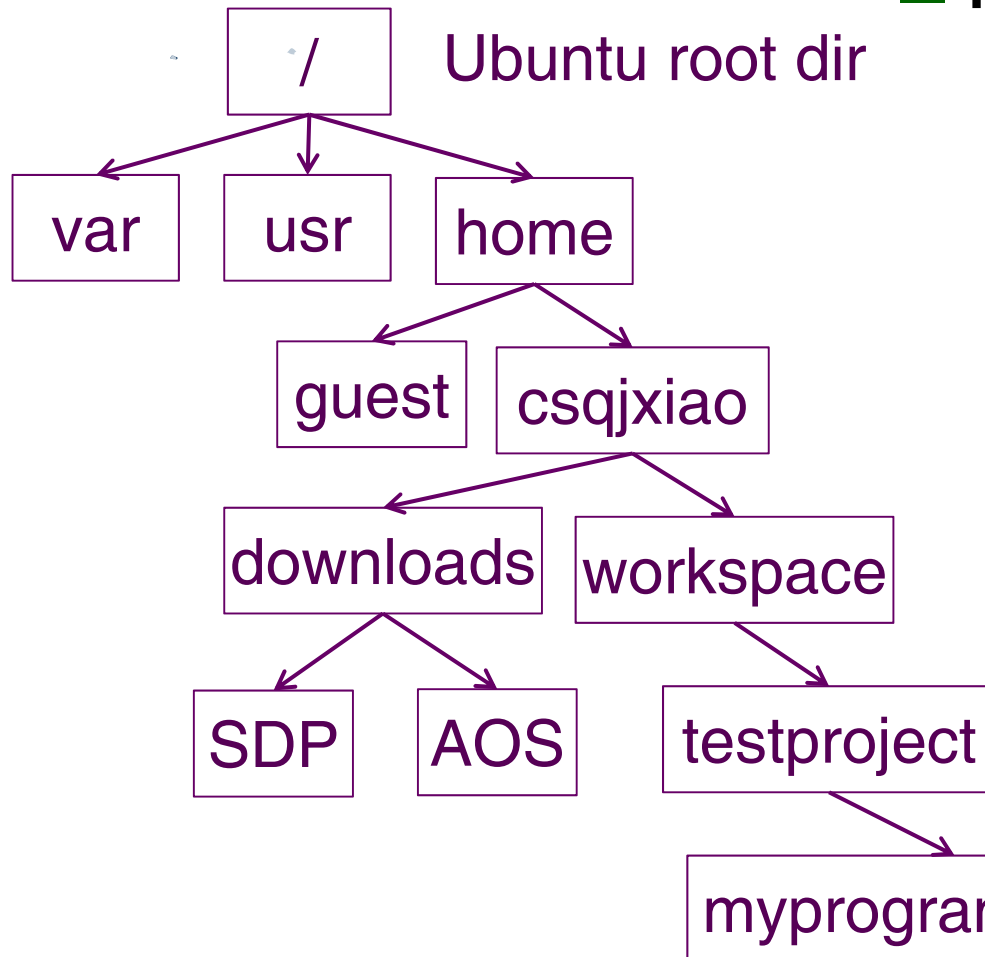 / Ubuntu root dir
var usr home
guest csqjxiao
downloads workspace
SDP AOS testproject